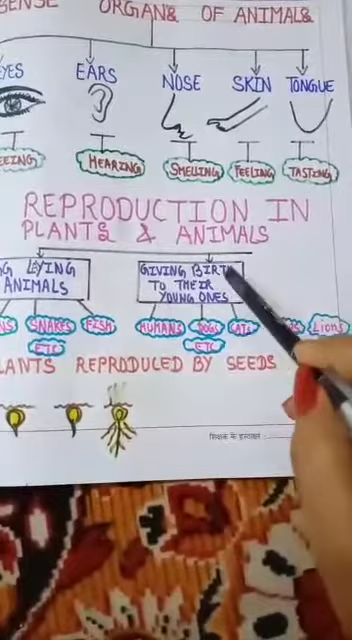 SENSE ORGANS OF ANIMALS
EYES EARS NOSE SKIN TONGUE
SEEING HEARING SMELLING FEELING TASTING
REPRODUCTION IN
PLANTS & ANIMALS
LEYING
ANIMALS
GIVING BIRTH
TO THEIR
YOUNG ONES
SNAKES FISH
ETC
HUMANS DOGS CATS LIONS
ETC
PLANTS REPRODUCED BY SEEDS
शिक्षक के हस्ताक्षर